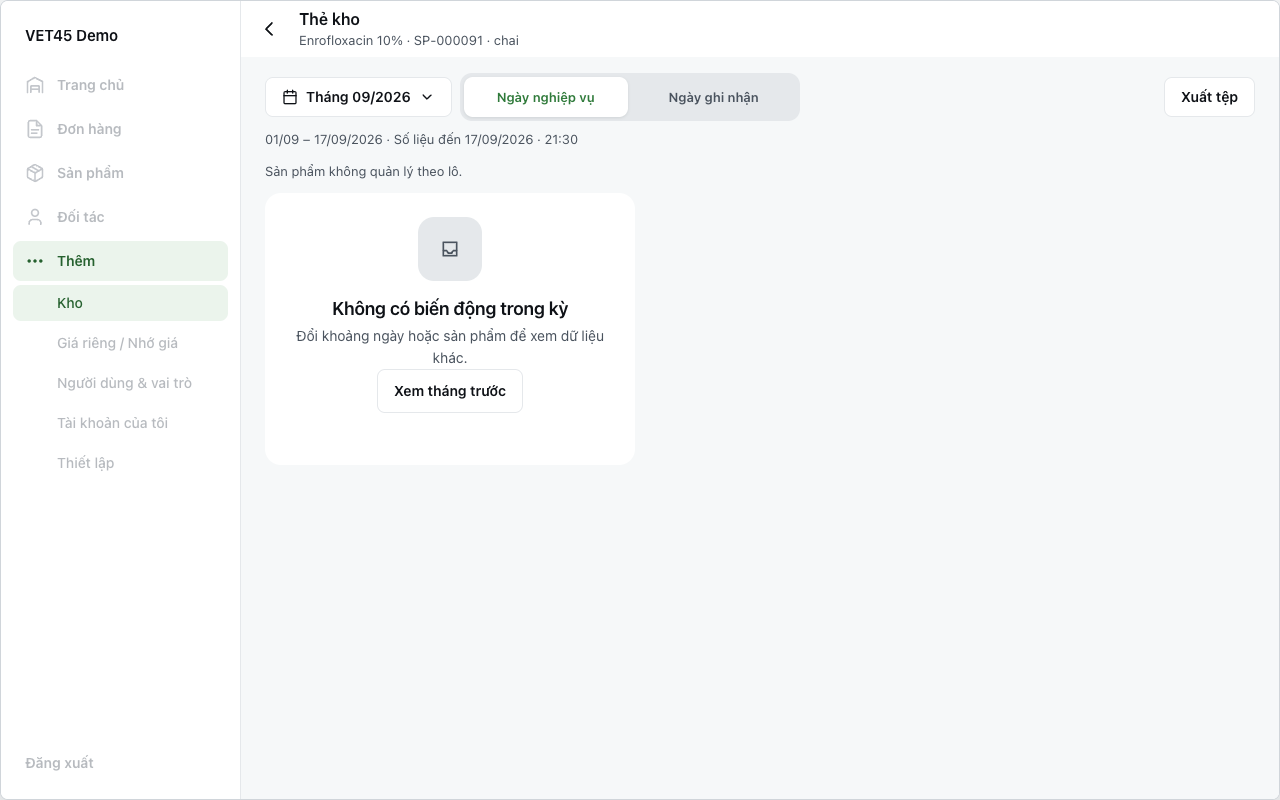 VET45 Demo
Trang chủ
Đơn hàng
Sản phẩm
Đối tác
Thêm
Kho
Giá riêng / Nhớ giá
Người dùng & vai trò
Tài khoản của tôi
Thiết lập
Đăng xuất
Thẻ kho
Enrofloxacin 10% · SP-000091 · chai
Tháng 09/2026
Ngày nghiệp vụ
Ngày ghi nhận
Xuất tệp
01/09 – 17/09/2026 · Số liệu đến 17/09/2026 · 21:30
Sản phẩm không quản lý theo lô.
Không có biến động trong kỳ
Đổi khoảng ngày hoặc sản phẩm để xem dữ liệu
khác.
Xem tháng trước